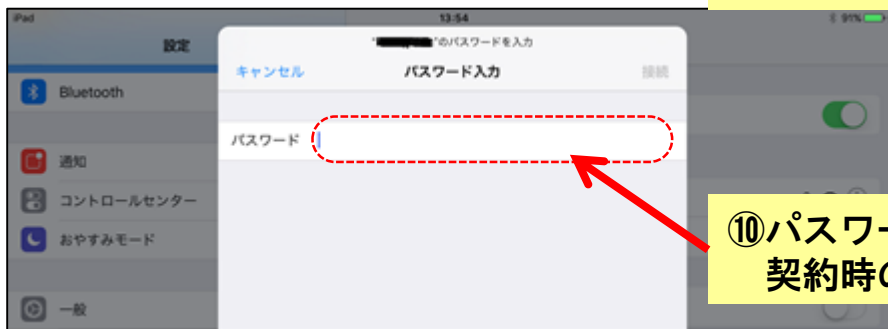 iPad
13:54
91%
設定
"のパスワードを入力
キャンセル
パスワード入力
接続
Bluetooth
パスワード
通知
コントロールセンター
おやすみモード
⑩パスワー
契約時の
一般